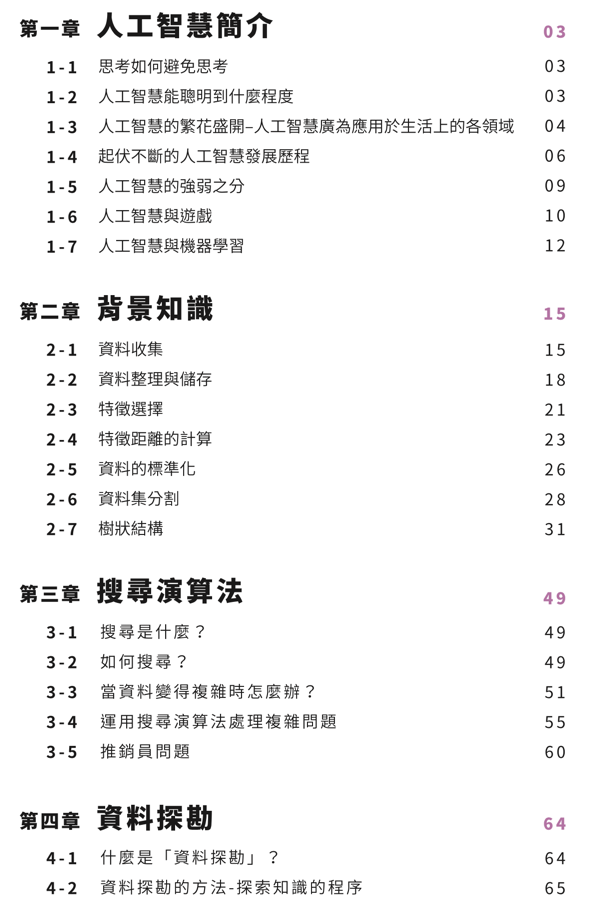 第一章 人工智慧簡介 03
1-1 思考如何避免思考 03
1-2 人工智慧能聰明到什麼程度 03
1-3 人工智慧的繁花盛開–人工智慧廣為應用於生活上的各領域 04
1-4 起伏不斷的人工智慧發展歷程 06
1-5 人工智慧的強弱之分 09
1-6 人工智慧與遊戲 10
1-7 人工智慧與機器學習 12
第二章 背景知識 15
2-1 資料收集 15
2-2 資料整理與儲存 18
2-3 特徵選擇 21
2-4 特徵距離的計算 23
2-5 資料的標準化 26
2-6 資料集分割 28
2-7 樹狀結構 31
第三章 搜尋演算法 49
3-1 搜尋是什麼？ 49
3-2 如何搜尋？ 49
3-3 當資料變得複雜時怎麼辦？ 51
3-4 運用搜尋演算法處理複雜問題 55
3-5 推銷員問題 60
第四章 資料探勘 64
4-1 什麼是「資料探勘」？ 64
4-2 資料探勘的方法-探索知識的程序 65